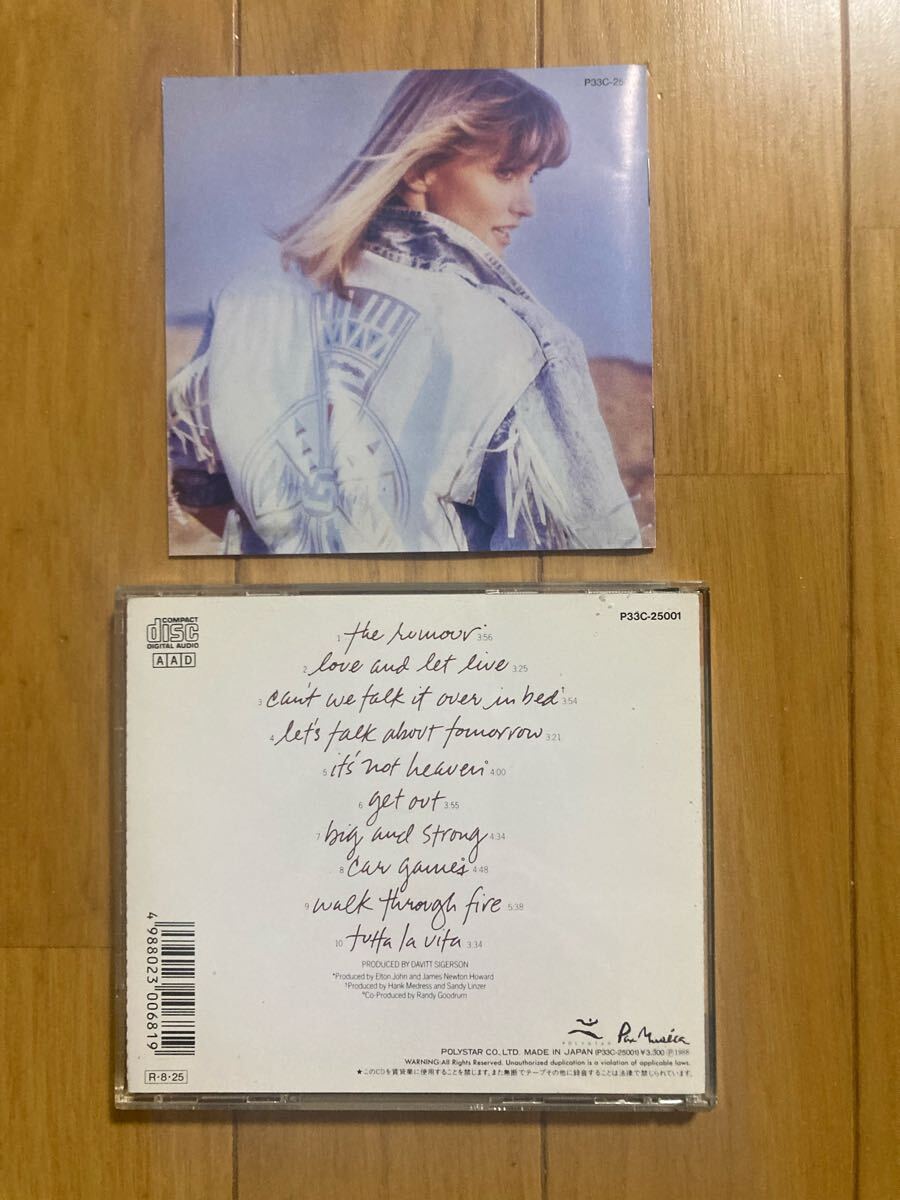 P33C-25
COMPACT
disc
DIGITAL AUDIO
AAD
P33C-25001
1 the rumour* 3:56
2 love and let live 3:25
3 can't we talk it over in bed† 3:54
4 let's talk about tomorrow 3:21
5 it's not heaven° 4:00
6 get out 3:55
7 big and strong 4:34
8 car games 4:48
9 walk through fire 5:38
10 tutta la vita 3:34
PRODUCED BY DAVITT SIGERSON
*Produced by Elton John and James Newton Howard
†Produced by Hank Medress and Sandy Linzer
°Co-Produced by Randy Goodrum
4 988023 006819
R·8·25
POLYSTAR
Pax Musica
POLYSTAR CO., LTD. MADE IN JAPAN (P33C-25001) ¥3,300 Ⓟ1988
WARNING: All Rights Reserved. Unauthorized duplication is a violation of applicable laws.
★このCDを賃貸業に使用することを禁じます。また無断でテープその他に録音することは法律で禁じられています。